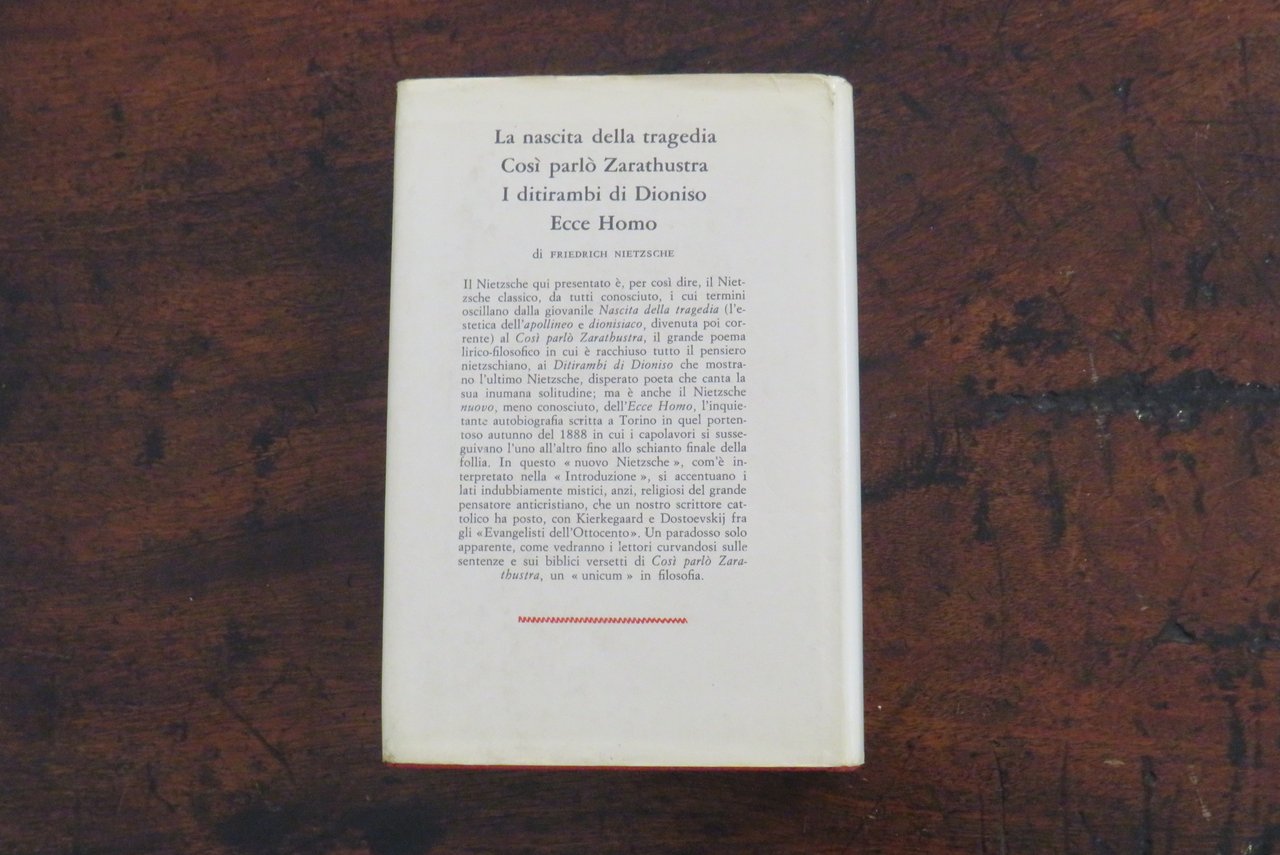 La nascita della tragedia
Così parlò Zarathustra
I ditirambi di Dioniso
Ecce Homo
di FRIEDRICH NIETZSCHE
Il Nietzsche qui presentato è, per così dire, il Niet-
zsche classico, da tutti conosciuto, i cui termini
oscillano dalla giovanile Nascita della tragedia (l'e-
stetica dell'apollineo e dionisiaco, divenuta poi cor-
rente) al Così parlò Zarathustra, il grande poema
lirico-filosofico in cui è racchiuso tutto il pensiero
nietzschiano, ai Ditirambi di Dioniso che mostra-
no l'ultimo Nietzsche, disperato poeta che canta la
sua inumana solitudine; ma è anche il Nietzsche
nuovo, meno conosciuto, dell'Ecce Homo, l'inquie-
tante autobiografia scritta a Torino in quel porten-
toso autunno del 1888 in cui i capolavori si susse-
guivano l'uno all'altro fino allo schianto finale della
follia. In questo « nuovo Nietzsche », com'è in-
terpretato nella « Introduzione », si accentuano i
lati indubbiamente mistici, anzi, religiosi del grande
pensatore anticristiano, che un nostro scrittore cat-
tolico ha posto, con Kierkegaard e Dostoevskij fra
gli «Evangelisti dell'Ottocento». Un paradosso solo
apparente, come vedranno i lettori curvandosi sulle
sentenze e sui biblici versetti di Così parlò Zara-
thustra, un « unicum » in filosofia.